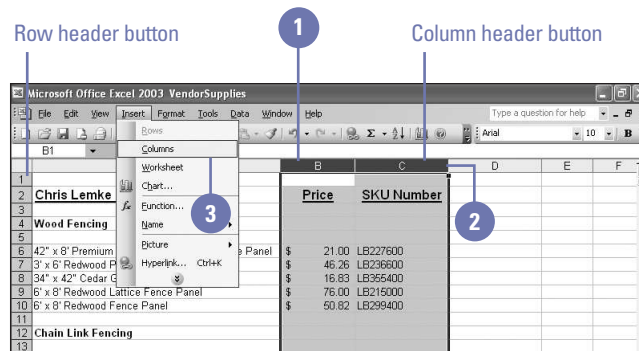 Row header button
1
Column header button
Microsoft Office Excel 2003 VendorSupplies
File Edit View Insert Format Tools Data Window Help Type a question for help
Arial 10 B
B1
Rows
Columns
Worksheet
Chart...
Function...
Name
Picture
Hyperlink... Ctrl+K
3
2
B C D E F
1
2 Chris Lemke Price SKU Number
3
4 Wood Fencing
5
6 42" x 8' Premium e Panel $ 21.00 LB227600
7 3' x 6' Redwood P $ 46.26 LB236600
8 34" x 42" Cedar G $ 16.83 LB355400
9 6' x 8' Redwood Lattice Fence Panel $ 76.00 LB215000
10 6' x 8' Redwood Fence Panel $ 50.82 LB299400
11
12 Chain Link Fencing
13